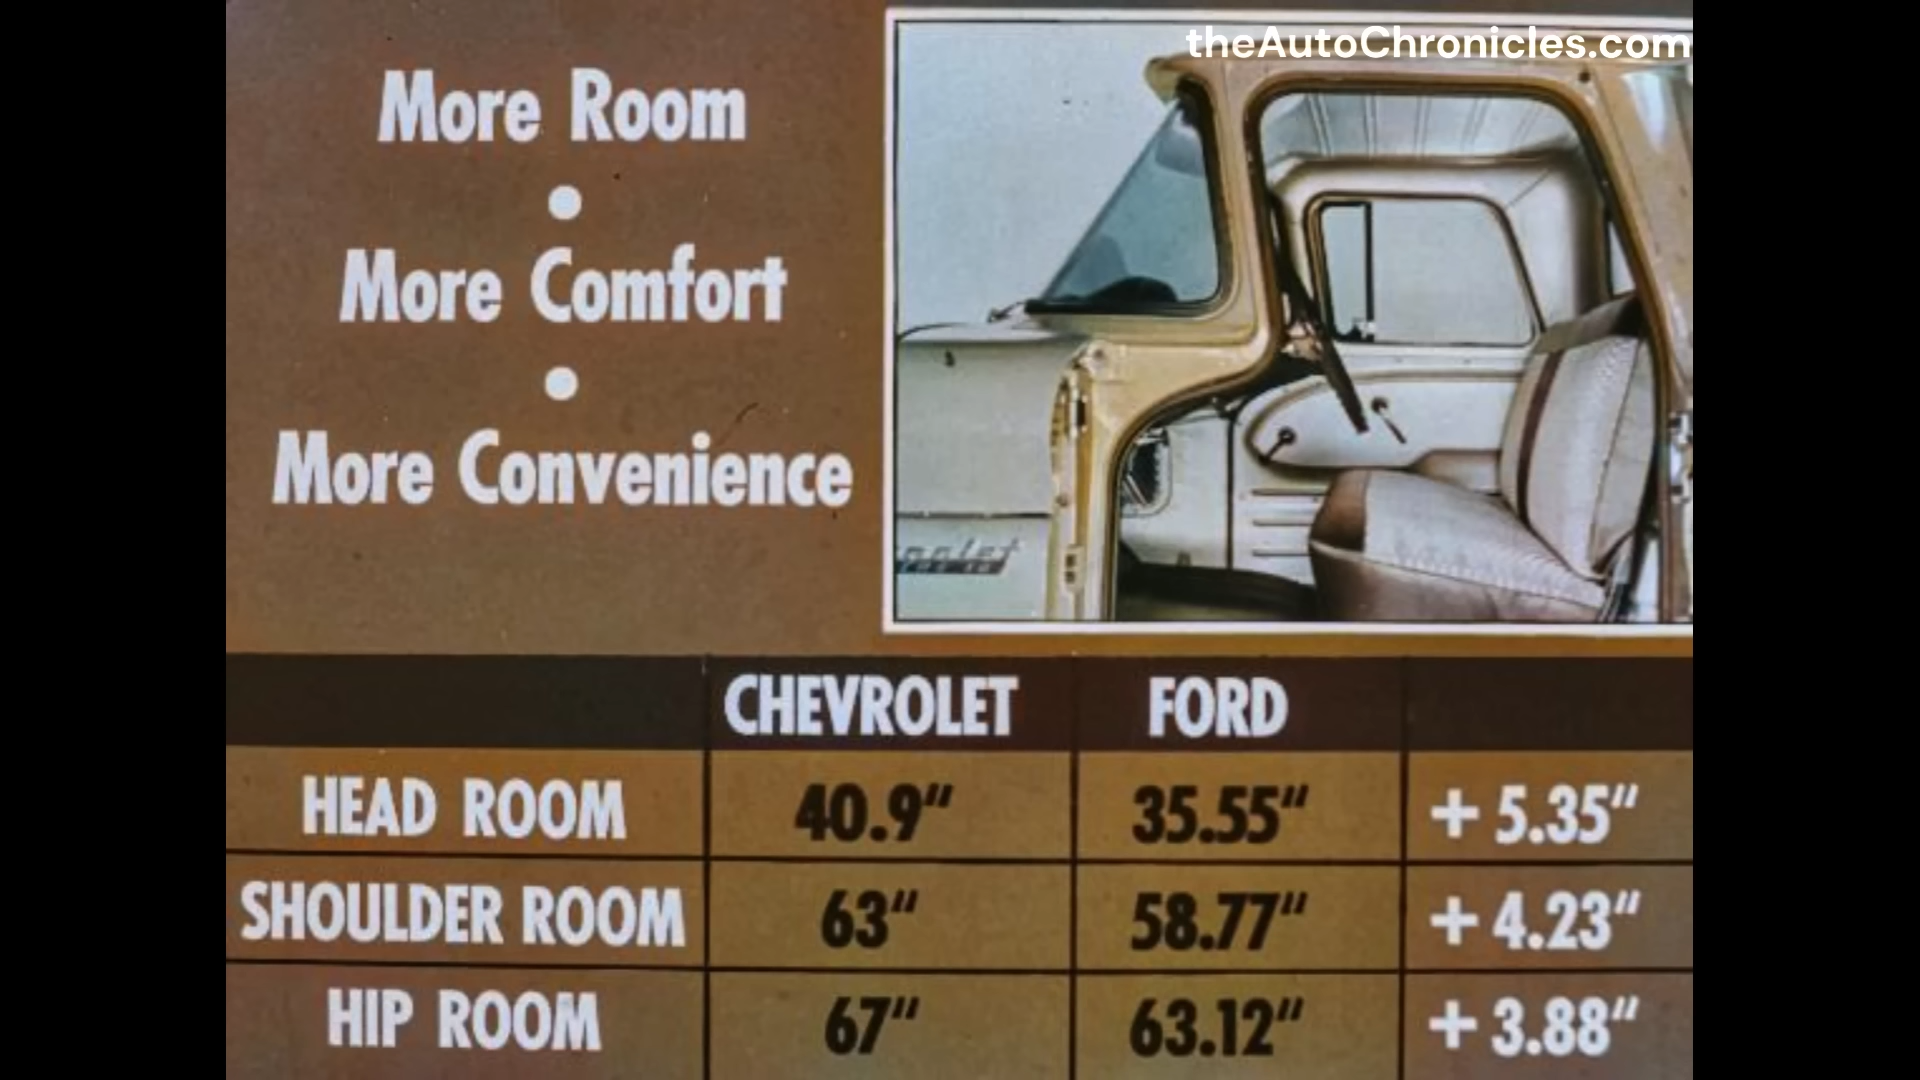 theAutoChronicles.com
More Room
•
More Comfort
•
More Convenience
CHEVROLET FORD
HEAD ROOM 40.9" 35.55" + 5.35"
SHOULDER ROOM 63" 58.77" + 4.23"
HIP ROOM 67" 63.12" + 3.88"